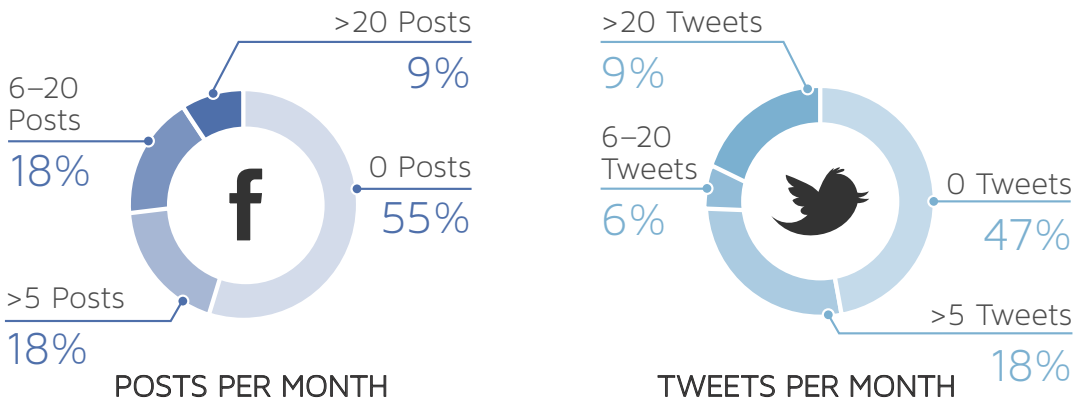 >20 Posts
9%
6–20
Posts
18%
0 Posts
55%
>5 Posts
18%
POSTS PER MONTH
>20 Tweets
9%
6–20
Tweets
6%
0 Tweets
47%
>5 Tweets
18%
TWEETS PER MONTH